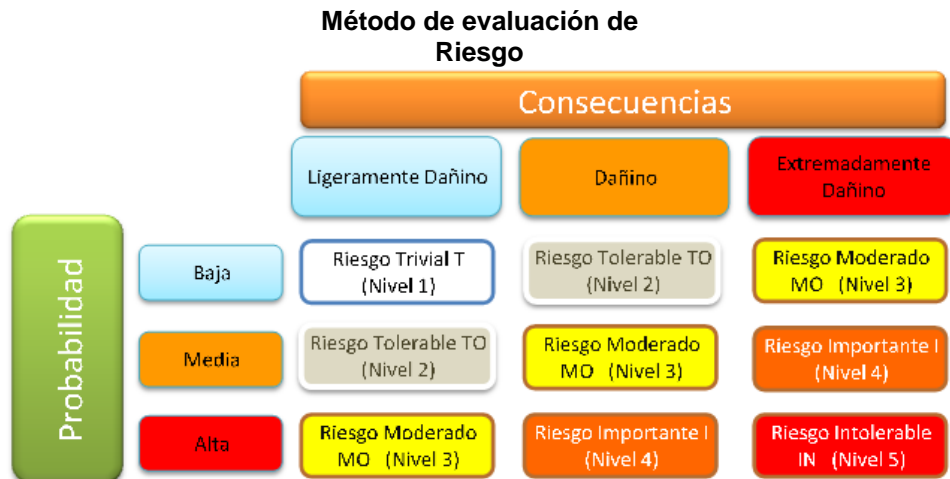 Método de evaluación de
Riesgo
Consecuencias
Ligeramente Dañino
Dañino
Extremadamente
Dañino
Probabilidad
Baja
Riesgo Trivial T
(Nivel 1)
Riesgo Tolerable TO
(Nivel 2)
Riesgo Moderado
MO (Nivel 3)
Media
Riesgo Tolerable TO
(Nivel 2)
Riesgo Moderado
MO (Nivel 3)
Riesgo Importante I
(Nivel 4)
Alta
Riesgo Moderado
MO (Nivel 3)
Riesgo Importante I
(Nivel 4)
Riesgo Intolerable
IN (Nivel 5)